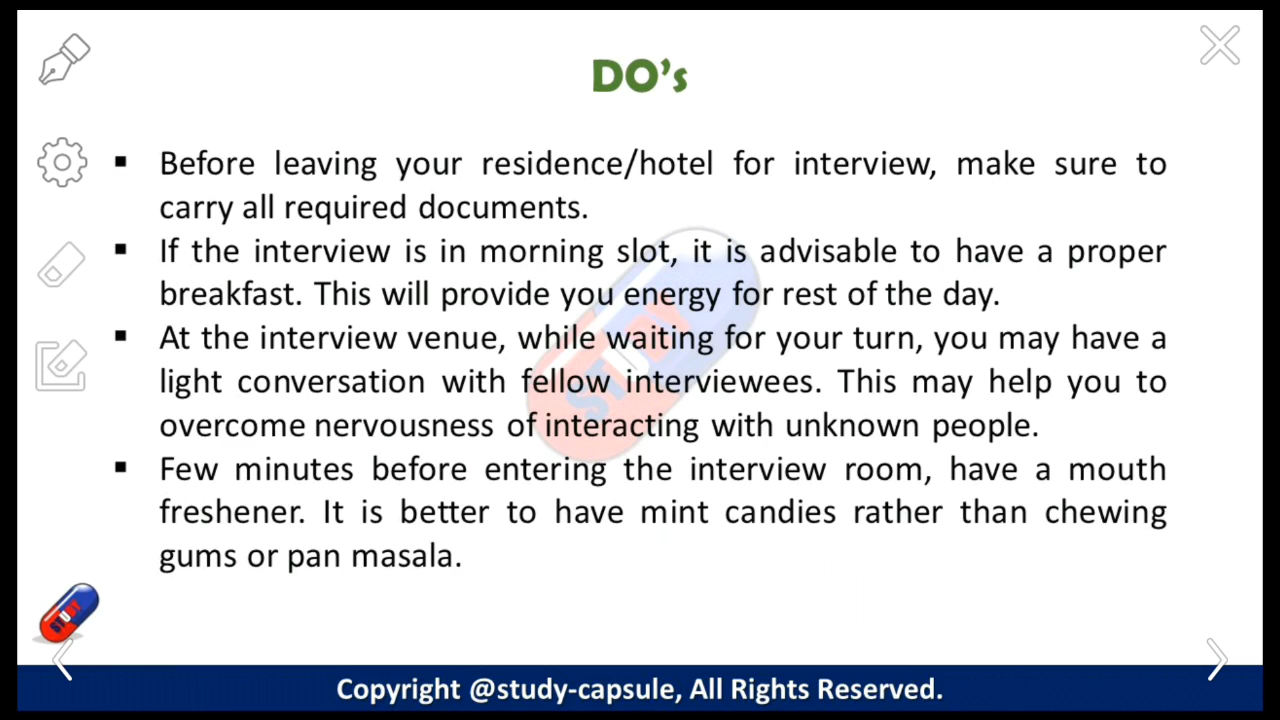 DO's
▪ Before leaving your residence/hotel for interview, make sure to
carry all required documents.
▪ If the interview is in morning slot, it is advisable to have a proper
breakfast. This will provide you energy for rest of the day.
▪ At the interview venue, while waiting for your turn, you may have a
light conversation with fellow interviewees. This may help you to
overcome nervousness of interacting with unknown people.
▪ Few minutes before entering the interview room, have a mouth
freshener. It is better to have mint candies rather than chewing
gums or pan masala.
STUDY
STUDY
Copyright @study-capsule, All Rights Reserved.